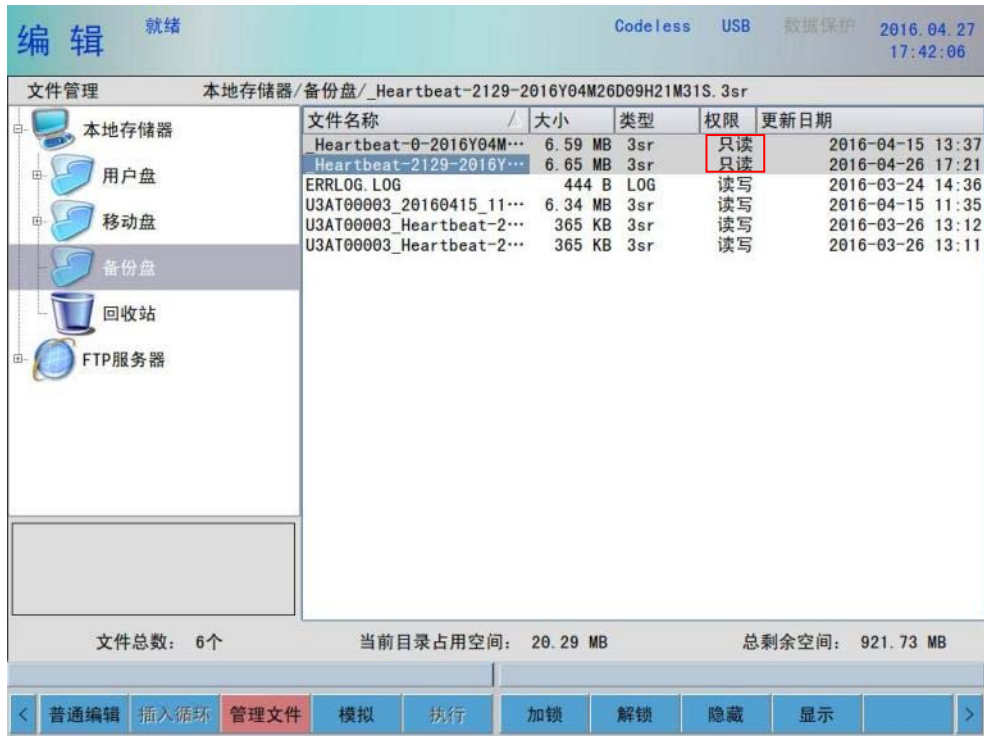 编 辑 就绪 Codeless USB 数据保护 2016.04.27
17:42:06
文件管理 本地存储器/备份盘/_Heartbeat-2129-2016Y04M26D09H21M31S.3sr
本地存储器
用户盘
移动盘
备份盘
回收站
FTP服务器
文件名称 大小 类型 权限 更新日期
_Heartbeat-0-2016Y04M… 6.59 MB 3sr 只读 2016-04-15 13:37
_Heartbeat-2129-2016Y… 6.65 MB 3sr 只读 2016-04-26 17:21
ERRLOG.LOG 444 B LOG 读写 2016-03-24 14:36
U3AT00003_20160415_11… 6.34 MB 3sr 读写 2016-04-15 11:35
U3AT00003_Heartbeat-2… 365 KB 3sr 读写 2016-03-26 13:12
U3AT00003_Heartbeat-2… 365 KB 3sr 读写 2016-03-26 13:11
文件总数: 6个 当前目录占用空间: 20.29 MB 总剩余空间: 921.73 MB
< 普通编辑 插入循环 管理文件 模拟 执行 加锁 解锁 隐藏 显示 >